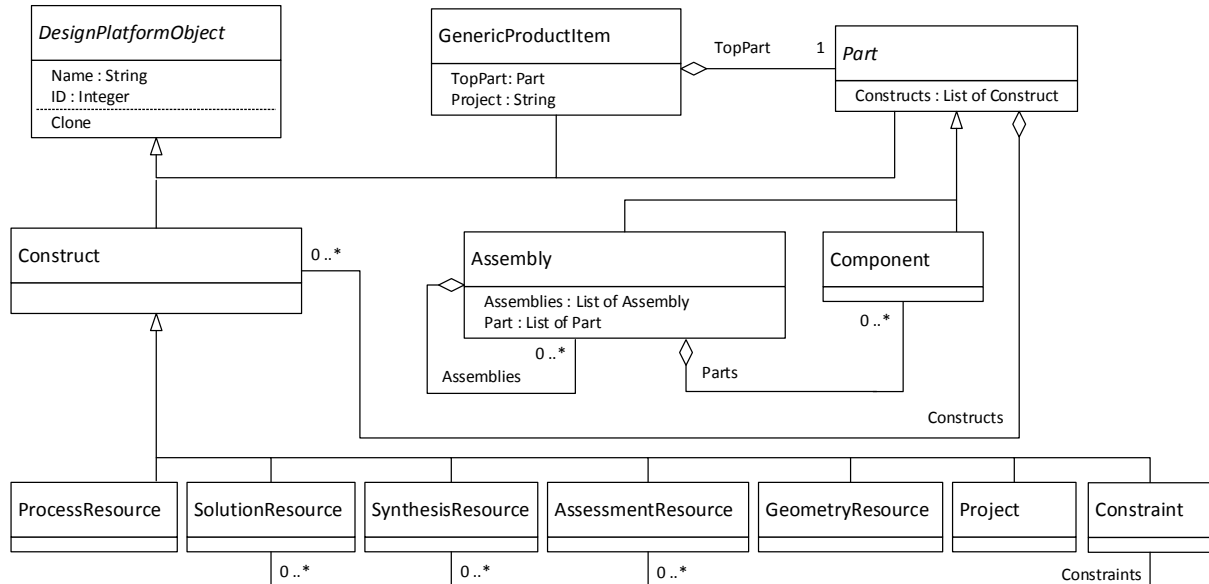 DesignPlatformObject
Name : String
ID : Integer
Clone
GenericProductItem
TopPart: Part
Project : String
TopPart
1
Part
Constructs : List of Construct
Construct
0 ..*
Assembly
Assemblies : List of Assembly
Part : List of Part
Component
0 ..*
0 ..*
Assemblies
Parts
Constructs
ProcessResource
SolutionResource
SynthesisResource
AssessmentResource
GeometryResource
Project
Constraint
0 ..*
0 ..*
0 ..*
Constraints